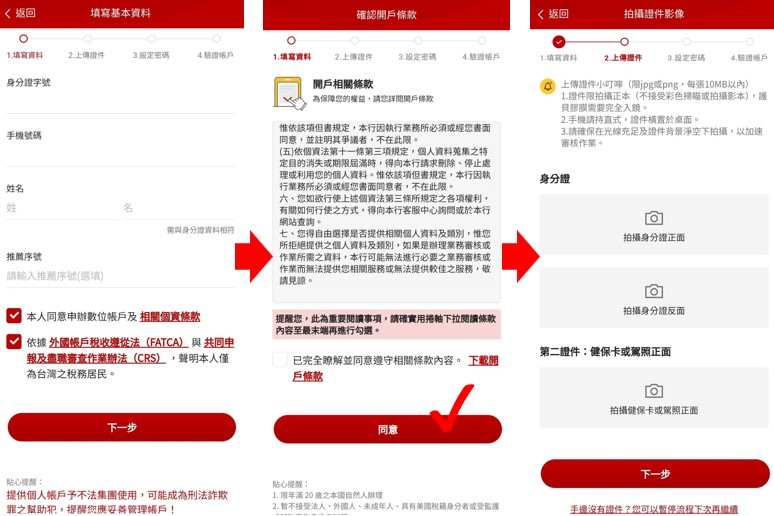 返回
填寫基本資料
1.填寫資料
2.上傳證件
3.設定密碼
4.驗證帳戶
身分證字號
手機號碼
姓名
姓 名
需與身分證資料相符
推薦序號
請輸入推薦序號(選填)
本人同意申辦數位帳戶及 相關個資條款
依據 外國帳戶稅收遵從法(FATCA) 與 共同申
報及盡職審查作業辦法(CRS) ,聲明本人僅
為台灣之稅務居民。
下一步
貼心提醒:
提供個人帳戶予不法集團使用,可能成為刑法詐欺
罪之幫助犯,提醒您應妥善管理帳戶!
確認開戶條款
1.填寫資料
2.上傳證件
3.設定密碼
4.驗證帳戶
開戶相關條款
為保障您的權益,請您詳閱開戶條款
惟依該項但書規定,本行因執行業務所必須或經您書面
同意,並註明其爭議者,不在此限。
(五)依個資法第十一條第三項規定,個人資料蒐集之特
定目的消失或期限屆滿時,得向本行請求刪除、停止處
理或利用您的個人資料。惟依該項但書規定,本行因執
行業務所必須或經您書面同意者,不在此限。
六、您如欲行使上述個資法第三條所規定之各項權利,
有關如何行使之方式,得向本行客服中心詢問或於本行
網站查詢。
七、您得自由選擇是否提供相關個人資料及類別,惟您
所拒絕提供之個人資料及類別,如果是辦理業務審核或
作業所需之資料,本行可能無法進行必要之業務審核或
作業而無法提供您相關服務或無法提供較佳之服務,敬
請見諒。
提醒您,此為重要閱讀事項,請確實用捲軸下拉閱讀條款
內容至最末端再進行勾選。
已完全瞭解並同意遵守相關條款內容。 下載開
戶條款
同意
貼心提醒:
1. 限年滿 20 歲之本國自然人辦理
2. 暫不接受法人、外國人、未成年人、具有美國稅籍身分者或受監護
返回
拍攝證件影像
1.填寫資料
2.上傳證件
3.設定密碼
4.驗證帳戶
上傳證件小叮嚀(限jpg或png,每張10MB以內)
1.證件限拍攝正本(不接受彩色掃瞄或拍攝影本),護
貝膠膜需要完全入鏡。
2.手機請持直式,證件橫置於桌面。
3.請確保在光線充足及證件背景淨空下拍攝,以加速
審核作業。
身分證
拍攝身分證正面
拍攝身分證反面
第二證件:健保卡或駕照正面
拍攝健保卡或駕照正面
下一步
手邊沒有證件?您可以暫停流程下次再繼續